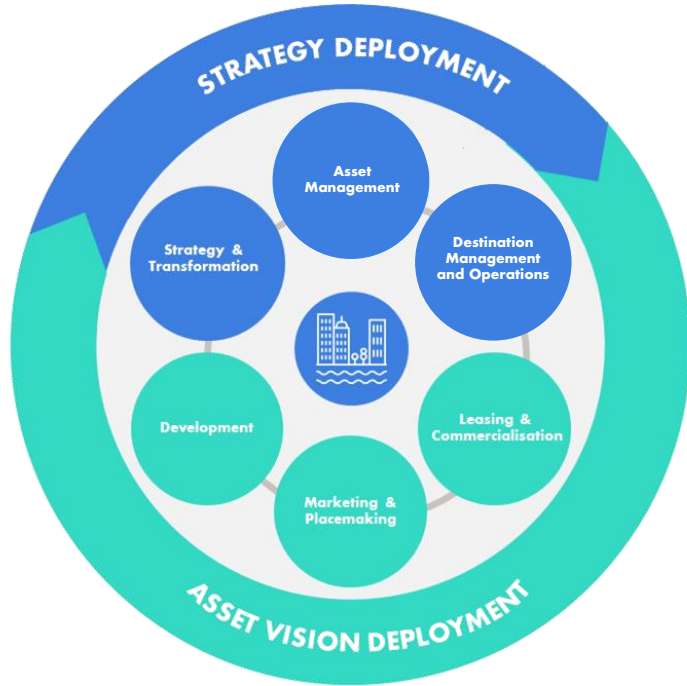 STRATEGY DEPLOYMENT
Asset
Management
Strategy &
Transformation
Destination
Management
and Operations
Development
Leasing &
Commercialisation
Marketing &
Placemaking
ASSET VISION DEPLOYMENT